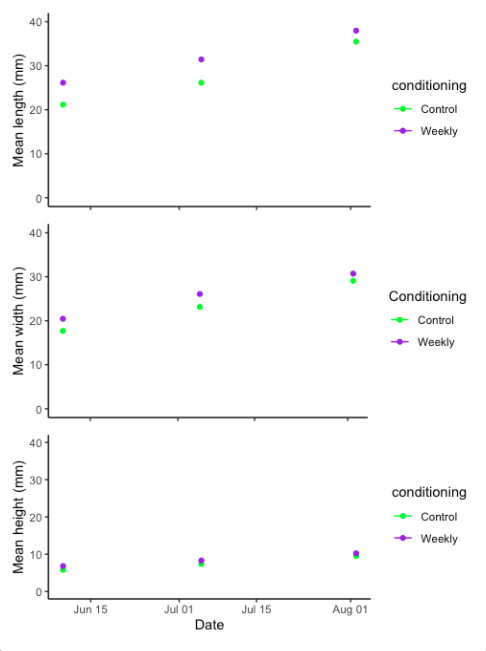 40
30
20
10
0
Mean length (mm)
conditioning
Control
Weekly
40
30
20
10
0
Mean width (mm)
Conditioning
Control
Weekly
40
30
20
10
0
Mean height (mm)
conditioning
Control
Weekly
Jun 15
Jul 01
Jul 15
Aug 01
Date